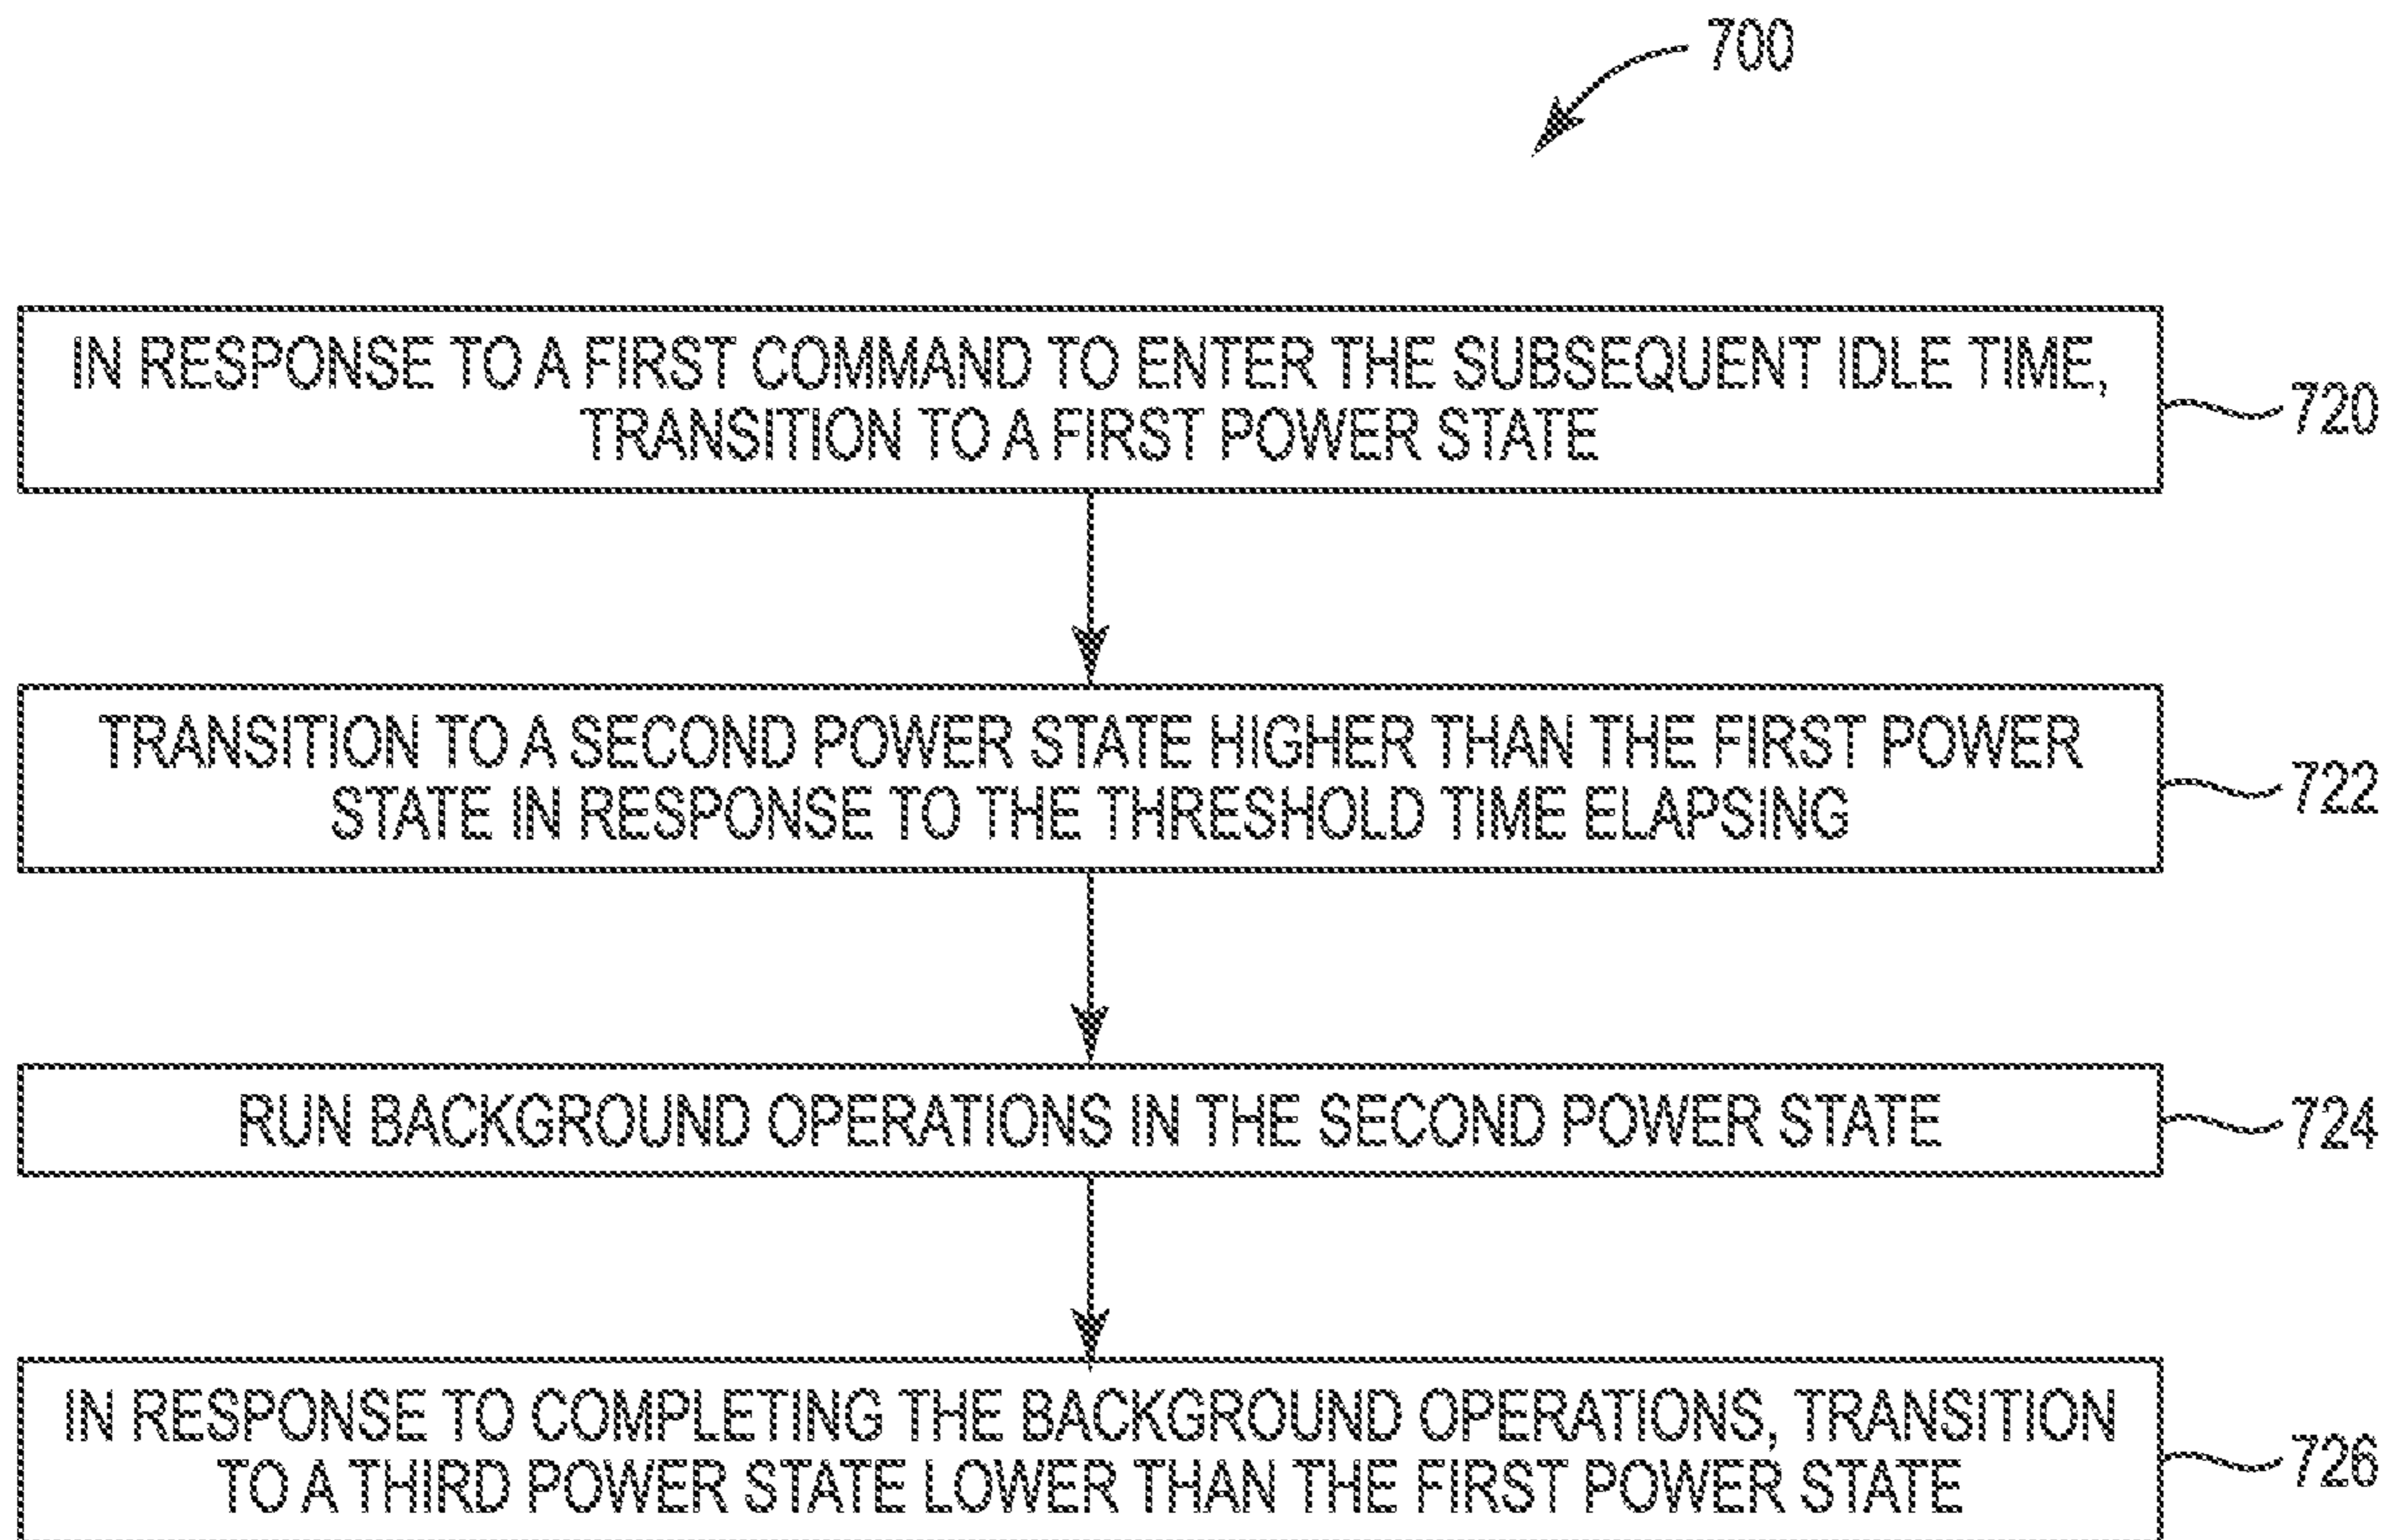 700
IN RESPONSE TO A FIRST COMMAND TO ENTER THE SUBSEQUENT IDLE TIME,
TRANSITION TO A FIRST POWER STATE
720
TRANSITION TO A SECOND POWER STATE HIGHER THAN THE FIRST POWER
STATE IN RESPONSE TO THE THRESHOLD TIME ELAPSING
722
RUN BACKGROUND OPERATIONS IN THE SECOND POWER STATE
724
IN RESPONSE TO COMPLETING THE BACKGROUND OPERATIONS, TRANSITION
TO A THIRD POWER STATE LOWER THAN THE FIRST POWER STATE
726